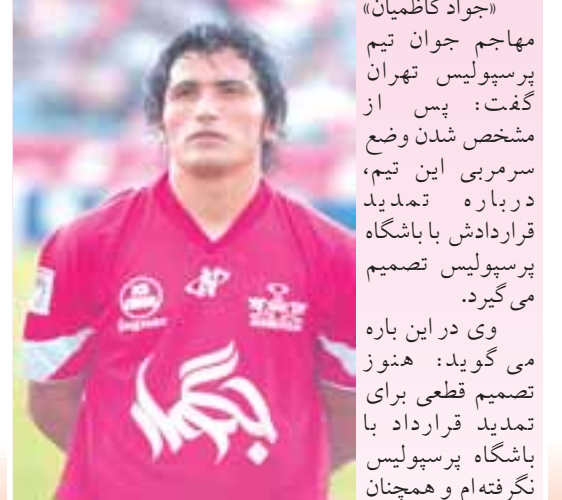 «جواد کاظمیان»
مهاجم جوان تیم
پرسپولیس تهران
گفت: پس از
مشخص شدن وضع
سرمربی این تیم،
درباره تمدید
قراردادش با باشگاه
پرسپولیس تصمیم
می‌گیرد.
وی در این باره
می گوید: هنوز
تصمیم قطعی برای
تمدید قرارداد با
باشگاه پرسپولیس
نگرفته‌ام و همچنان